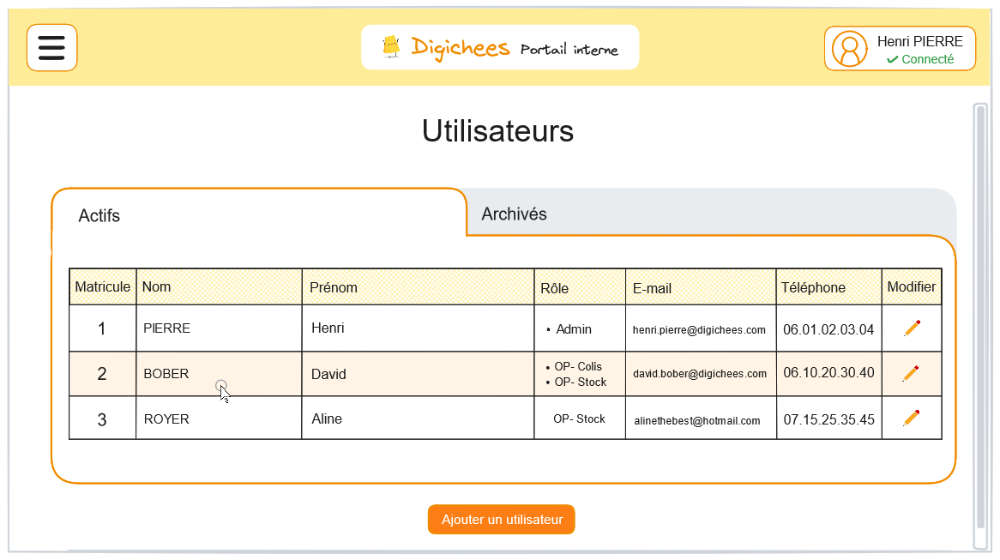 Digichees Portail interne
Henri PIERRE
Connecté
Utilisateurs
Actifs
Archivés
Matricule Nom Prénom Rôle E-mail Téléphone Modifier
1 PIERRE Henri • Admin henri.pierre@digichees.com 06.01.02.03.04
2 BOBER David • OP- Colis • OP- Stock david.bober@digichees.com 06.10.20.30.40
3 ROYER Aline OP- Stock alinethebest@hotmail.com 07.15.25.35.45
Ajouter un utilisateur